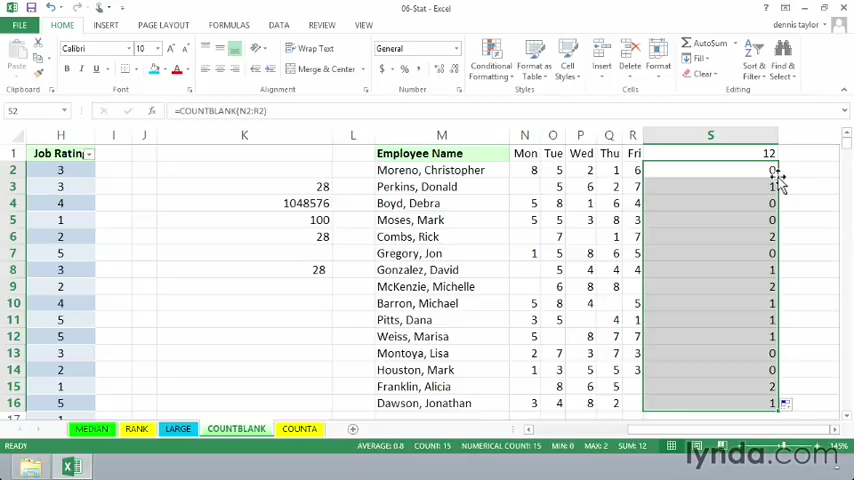 06-Stat - Excel
FILE HOME INSERT PAGE LAYOUT FORMULAS DATA REVIEW VIEW dennis taylor
Calibri 10 Wrap Text General AutoSum
Paste B I U Merge & Center $ % Conditional Formatting Format as Table Cell Styles Insert Delete Format Fill Clear Sort & Filter Find & Select
Clipboard Font Alignment Number Styles Cells Editing
S2 fx =COUNTBLANK(N2:R2)
H I J K L M N O P Q R S
1 Job Ratin Employee Name Mon Tue Wed Thu Fri 12
2 3 Moreno, Christopher 8 5 2 1 6 0
3 3 28 Perkins, Donald 5 6 2 7 1
4 4 1048576 Boyd, Debra 5 8 1 6 4 0
5 1 100 Moses, Mark 5 5 3 8 3 0
6 2 28 Combs, Rick 7 1 7 2
7 5 Gregory, Jon 1 5 8 6 5 0
8 3 28 Gonzalez, David 5 4 4 4 1
9 2 McKenzie, Michelle 6 8 8 2
10 4 Barron, Michael 5 8 4 5 1
11 5 Pitts, Dana 3 5 4 1 1
12 5 Weiss, Marisa 5 8 7 7 1
13 3 Montoya, Lisa 2 7 3 7 3 0
14 2 Houston, Mark 1 3 5 5 3 0
15 1 Franklin, Alicia 8 6 5 2
16 5 Dawson, Jonathan 3 4 8 2 1
MEDIAN RANK LARGE COUNTBLANK COUNTA
READY AVERAGE: 0.8 COUNT: 15 NUMERICAL COUNT: 15 MIN: 0 MAX: 2 SUM: 12 145%
lynda.com